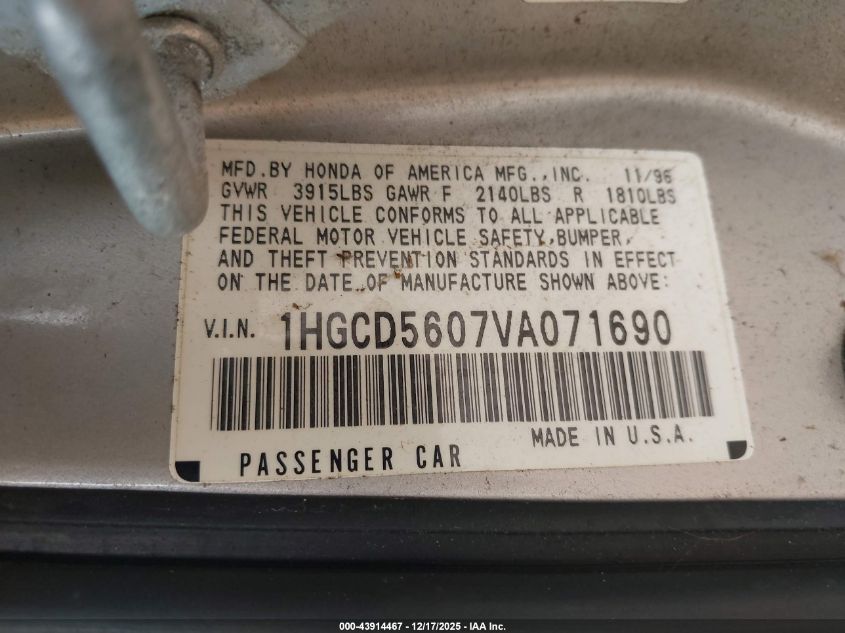 MFD.BY HONDA OF AMERICA MFG.,INC. 11/96
GVWR 3915LBS GAWR F 2140LBS R 1810LBS
THIS VEHICLE CONFORMS TO ALL APPLICABLE
FEDERAL MOTOR VEHICLE SAFETY,BUMPER,
AND THEFT PREVENTION STANDARDS IN EFFECT
ON THE DATE OF MANUFACTURE SHOWN ABOVE:
V.I.N. 1HGCD5607VA071690
PASSENGER CAR MADE IN U.S.A.
000-43914467 | 12/17/2025 - IAA Inc.